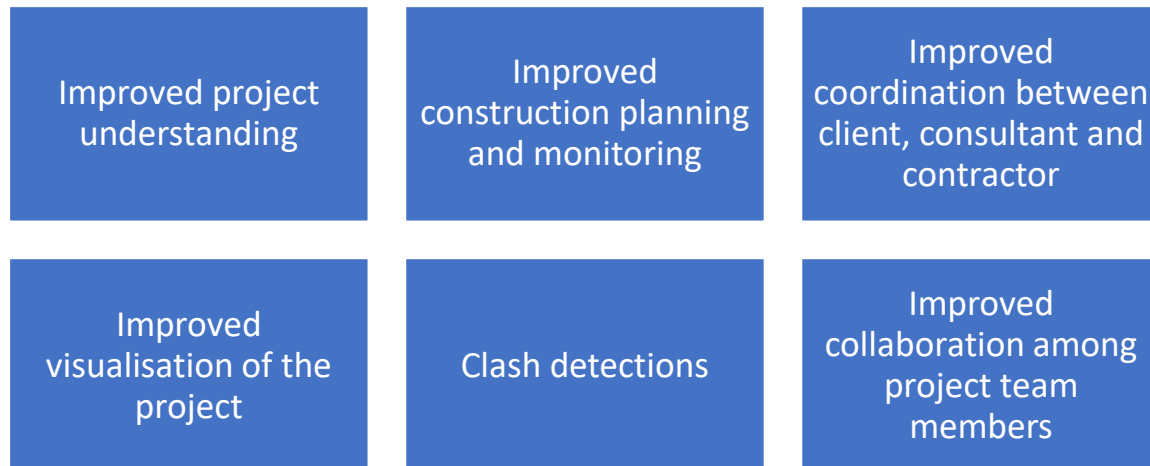 Improved project
understanding
Improved
construction planning
and monitoring
Improved
coordination between
client, consultant and
contractor
Improved
visualisation of the
project
Clash detections
Improved
collaboration among
project team
members